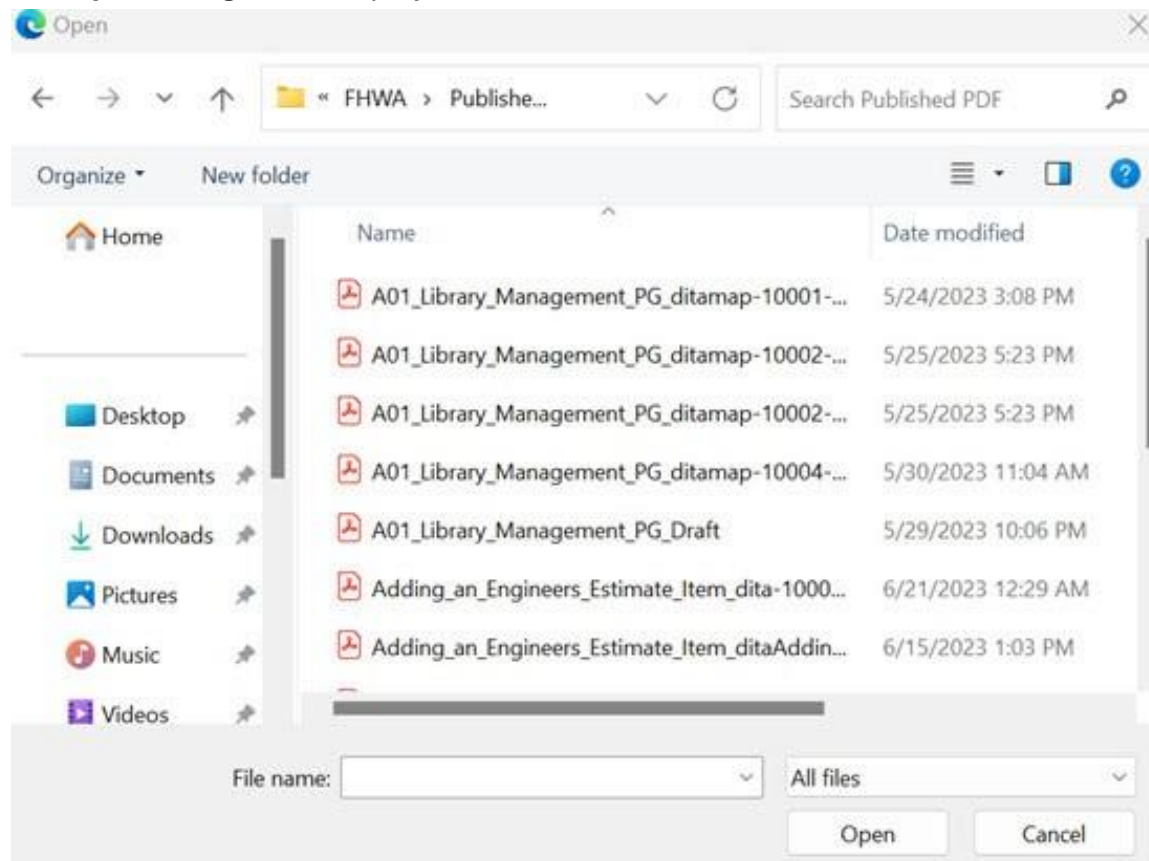 Open
« FHWA › Publishe...
Search Published PDF
Organize
New folder
Home
Name
Date modified
A01_Library_Management_PG_ditamap-10001-... 5/24/2023 3:08 PM
A01_Library_Management_PG_ditamap-10002-... 5/25/2023 5:23 PM
A01_Library_Management_PG_ditamap-10002-... 5/25/2023 5:23 PM
A01_Library_Management_PG_ditamap-10004-... 5/30/2023 11:04 AM
A01_Library_Management_PG_Draft 5/29/2023 10:06 PM
Adding_an_Engineers_Estimate_Item_dita-1000... 6/21/2023 12:29 AM
Adding_an_Engineers_Estimate_Item_ditaAddin... 6/15/2023 1:03 PM
Desktop
Documents
Downloads
Pictures
Music
Videos
File name:
All files
Open
Cancel